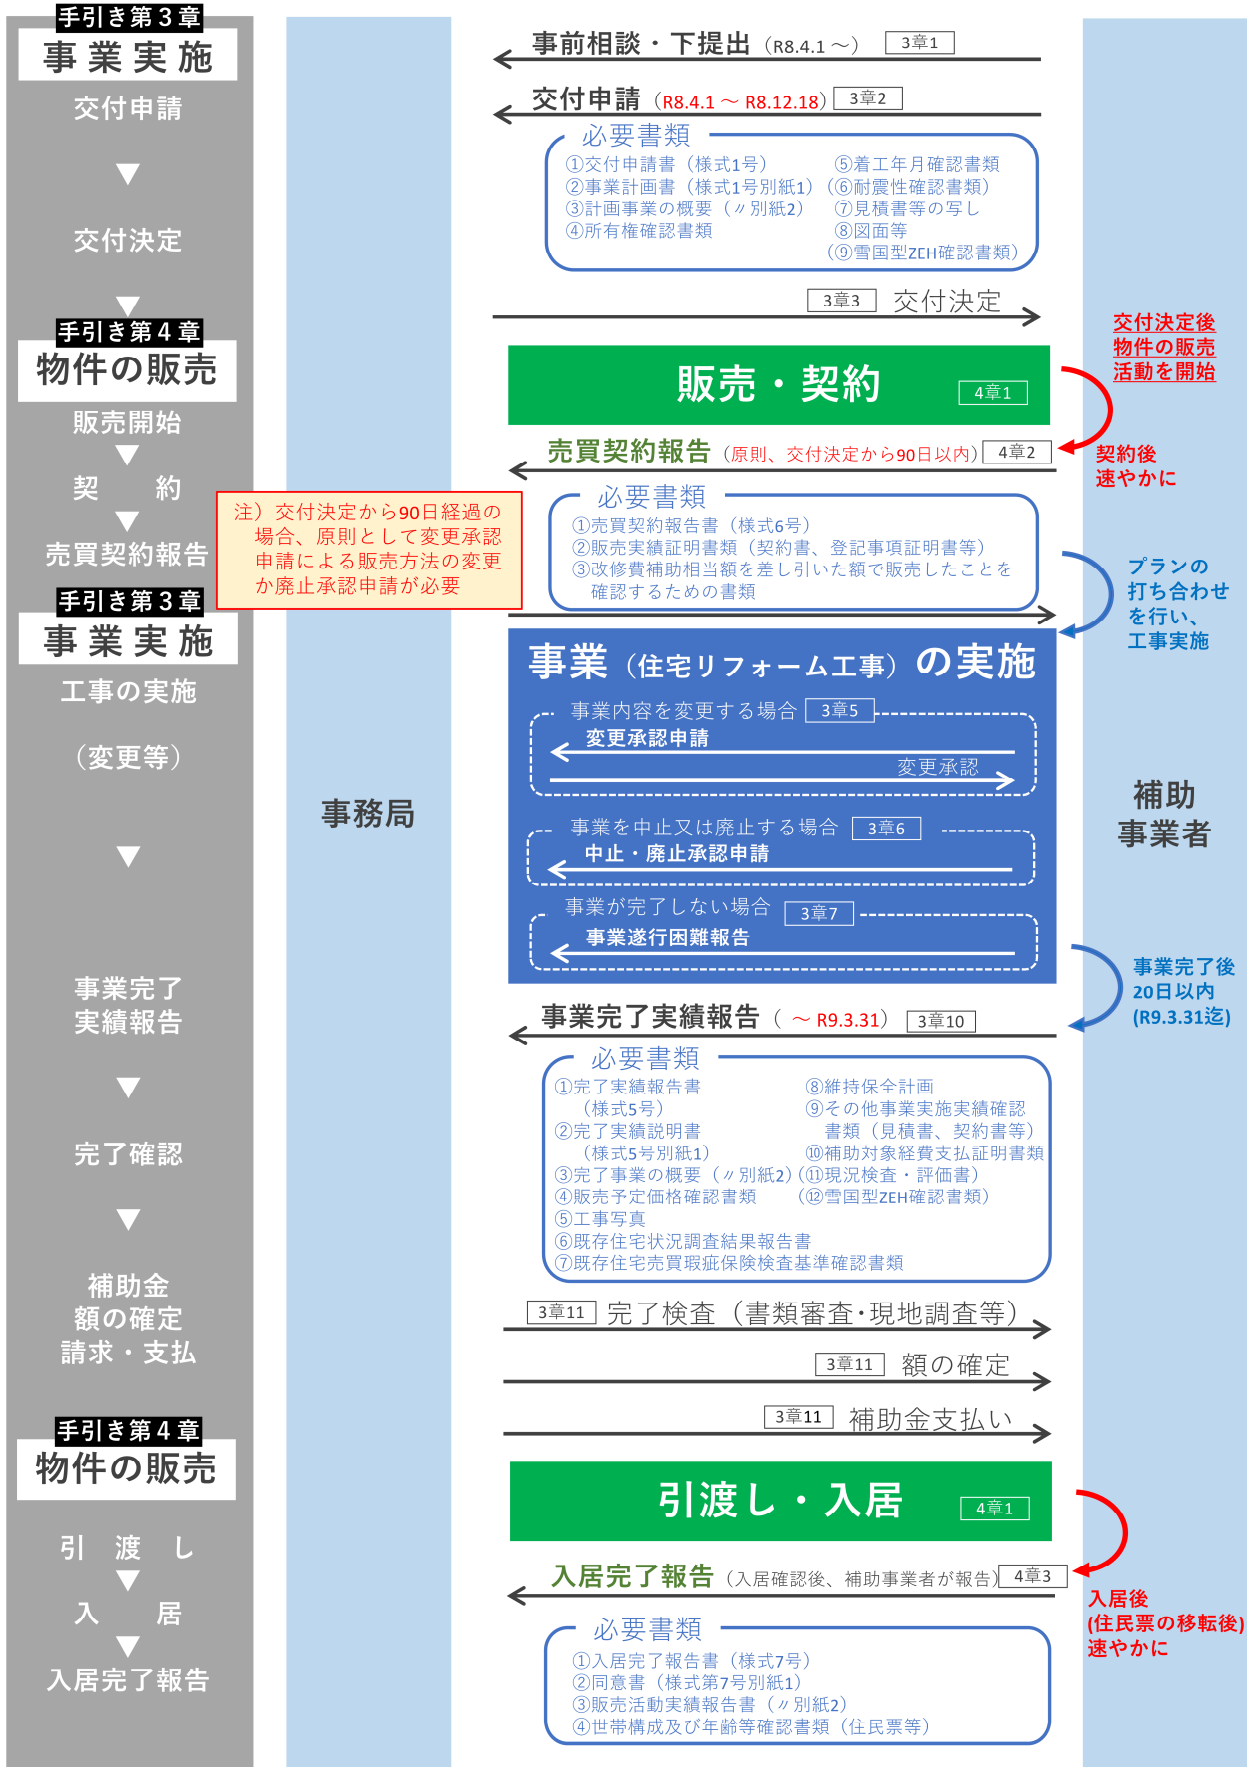 手引き第３章
事業実施
交付申請
▼
交付決定
▼
手引き第４章
物件の販売
販売開始
▼
契　約
▼
売買契約報告
手引き第３章
事業実施
工事の実施
（変更等）
▼
事業完了
実績報告
▼
完了確認
▼
補助金
額の確定
請求・支払
手引き第４章
物件の販売
引　渡　し
▼
入　居
▼
入居完了報告
事務局
事前相談・下提出（R8.4.1 ～） 3章1
交付申請（R8.4.1 ～ R8.12.18） 3章2
必要書類
①交付申請書（様式1号）
②事業計画書（様式1号別紙1）
③計画事業の概要（〃別紙2）
④所有権確認書類
⑤着工年月確認書類
（⑥耐震性確認書類）
⑦見積書等の写し
⑧図面等
（⑨雪国型ZEH確認書類）
3章3 交付決定
販売・契約 4章1
売買契約報告（原則、交付決定から90日以内） 4章2
必要書類
①売買契約報告書（様式6号）
②販売実績証明書類（契約書、登記事項証明書等）
③改修費補助相当額を差し引いた額で販売したことを
確認するための書類
注）交付決定から90日経過の
場合、原則として変更承認
申請による販売方法の変更
か廃止承認申請が必要
事業（住宅リフォーム工事）の実施
事業内容を変更する場合 3章5
変更承認申請
変更承認
事業を中止又は廃止する場合 3章6
中止・廃止承認申請
事業が完了しない場合 3章7
事業遂行困難報告
事業完了実績報告（ ～ R9.3.31） 3章10
必要書類
①完了実績報告書
（様式5号）
②完了実績説明書
（様式5号別紙1）
③完了事業の概要（〃別紙2）
④販売予定価格確認書類
⑤工事写真
⑥既存住宅状況調査結果報告書
⑦既存住宅売買瑕疵保険検査基準確認書類
⑧維持保全計画
⑨その他事業実施実績確認
書類（見積書、契約書等）
⑩補助対象経費支払証明書類
（⑪現況検査・評価書）
（⑫雪国型ZEH確認書類）
3章11 完了検査（書類審査・現地調査等）
3章11 額の確定
3章11 補助金支払い
引渡し・入居 4章1
入居完了報告（入居確認後、補助事業者が報告） 4章3
必要書類
①入居完了報告書（様式7号）
②同意書（様式第7号別紙1）
③販売活動実績報告書（〃別紙2）
④世帯構成及び年齢等確認書類（住民票等）
交付決定後
物件の販売
活動を開始
契約後
速やかに
プランの
打ち合わせ
を行い、
工事実施
補助
事業者
事業完了後
20日以内
(R9.3.31迄)
入居後
(住民票の移転後)
速やかに